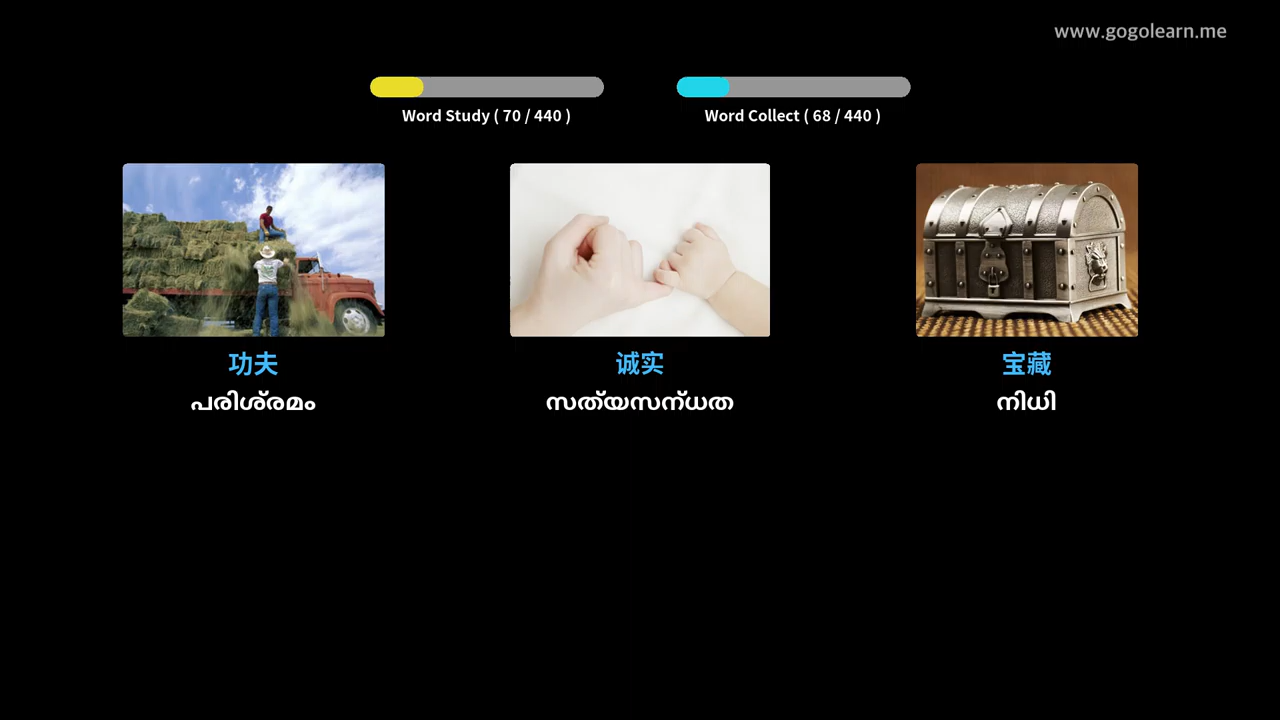 www.gogolearn.me
Word Study ( 70 / 440 )
Word Collect ( 68 / 440 )
功夫
诚实
宝藏
പരിശ്രമം
സത്യസന്ധത
നിധി